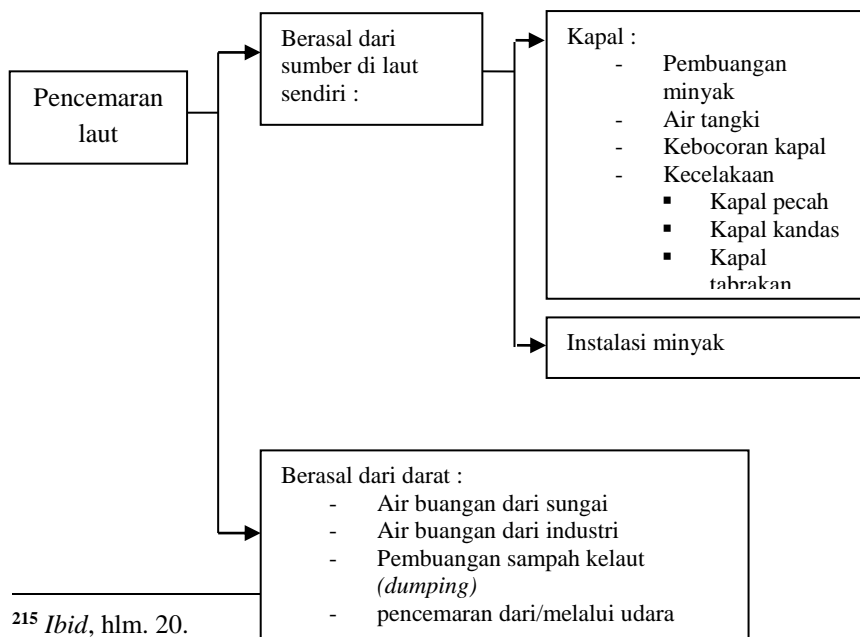 Pencemaran
laut
Berasal dari
sumber di laut
sendiri :
Kapal :
- Pembuangan
minyak
- Air tangki
- Kebocoran kapal
- Kecelakaan
▪ Kapal pecah
▪ Kapal kandas
▪ Kapal
tabrakan
Instalasi minyak
Berasal dari darat :
- Air buangan dari sungai
- Air buangan dari industri
- Pembuangan sampah kelaut
(dumping)
- pencemaran dari/melalui udara
215 Ibid, hlm. 20.